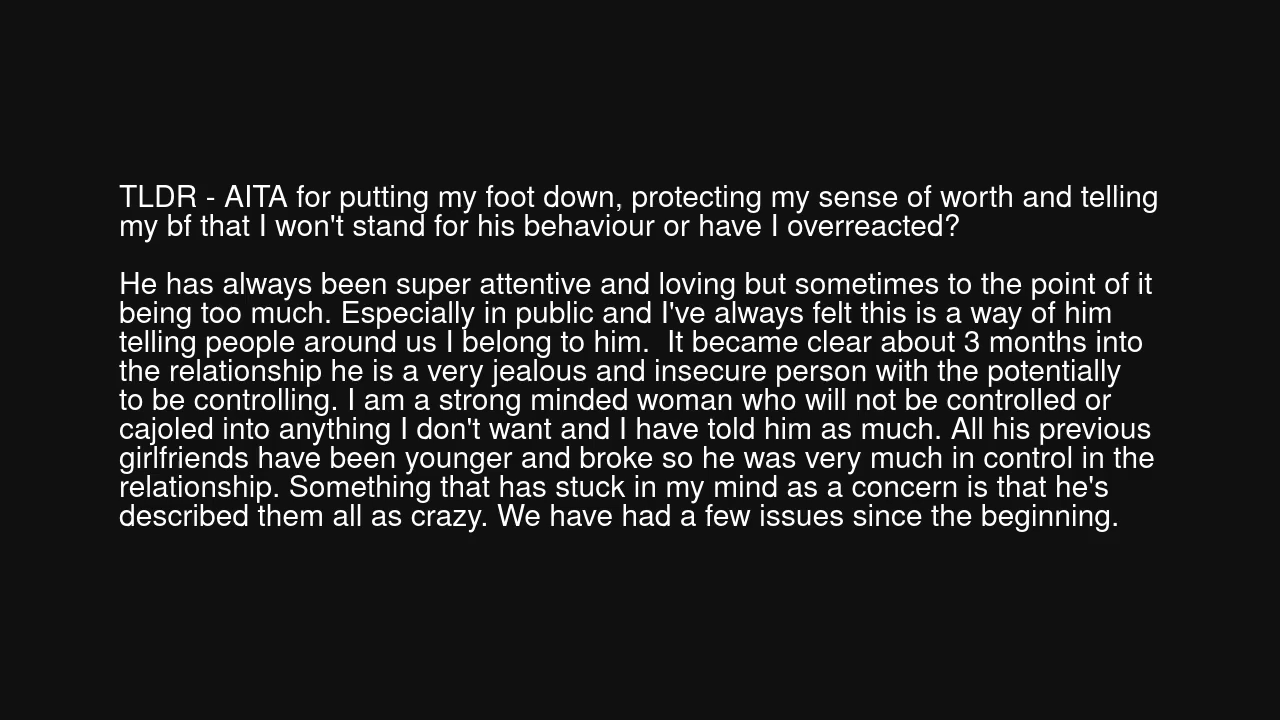 TLDR - AITA for putting my foot down, protecting my sense of worth and telling
my bf that I won't stand for his behaviour or have I overreacted?
He has always been super attentive and loving but sometimes to the point of it
being too much. Especially in public and I've always felt this is a way of him
telling people around us I belong to him.  It became clear about 3 months into
the relationship he is a very jealous and insecure person with the potentially
to be controlling. I am a strong minded woman who will not be controlled or
cajoled into anything I don't want and I have told him as much. All his previous
girlfriends have been younger and broke so he was very much in control in the
relationship. Something that has stuck in my mind as a concern is that he's
described them all as crazy. We have had a few issues since the beginning.